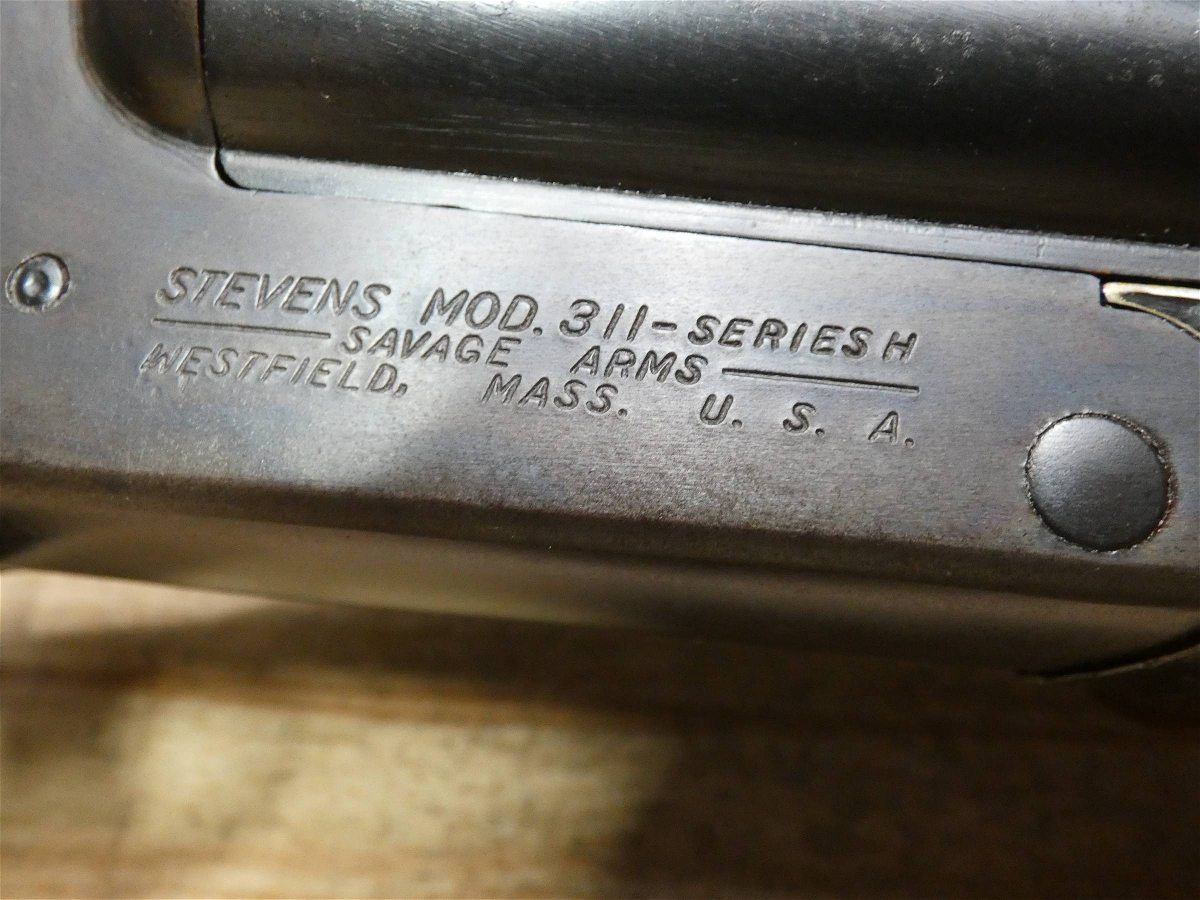 STEVENS MOD. 311-SERIES H
SAVAGE ARMS
WESTFIELD, MASS. U. S. A.